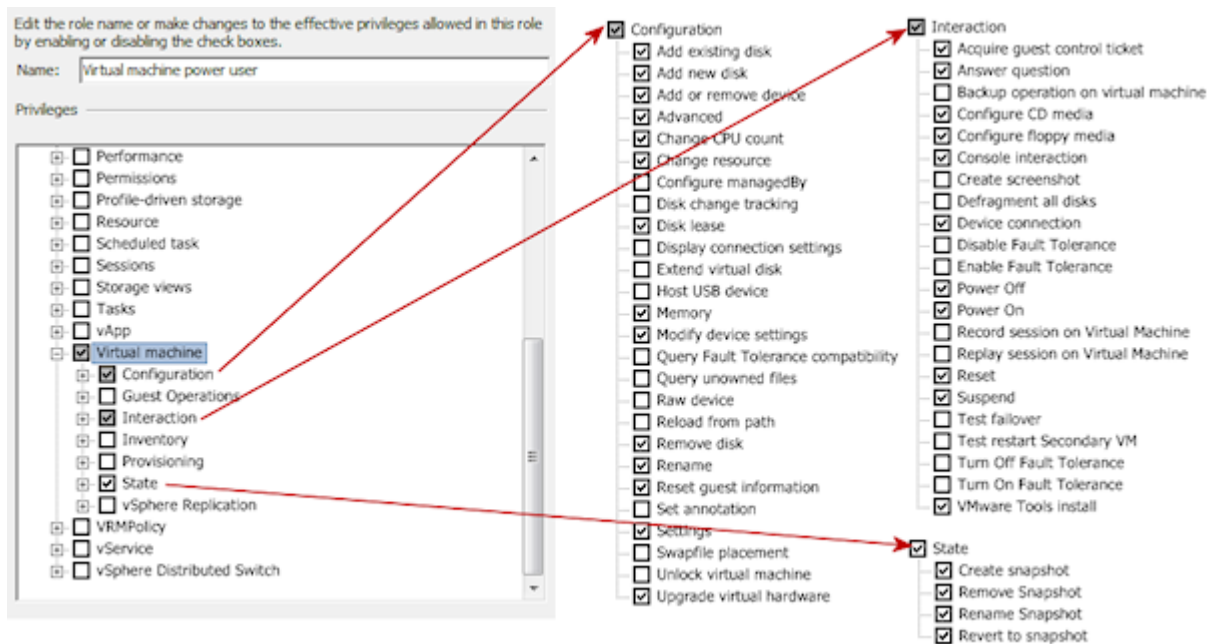 Edit the role name or make changes to the effective privileges allowed in this role
by enabling or disabling the check boxes.
Name: Virtual machine power user
Privileges
Performance
Permissions
Profile-driven storage
Resource
Scheduled task
Sessions
Storage views
Tasks
vApp
Virtual machine
Configuration
Guest Operations
Interaction
Inventory
Provisioning
State
vSphere Replication
VRMPolicy
vService
vSphere Distributed Switch
Configuration
Add existing disk
Add new disk
Add or remove device
Advanced
Change CPU count
Change resource
Configure managedBy
Disk change tracking
Disk lease
Display connection settings
Extend virtual disk
Host USB device
Memory
Modify device settings
Query Fault Tolerance compatibility
Query unowned files
Raw device
Reload from path
Remove disk
Rename
Reset guest information
Set annotation
Settings
Swapfile placement
Unlock virtual machine
Upgrade virtual hardware
Interaction
Acquire guest control ticket
Answer question
Backup operation on virtual machine
Configure CD media
Configure floppy media
Console interaction
Create screenshot
Defragment all disks
Device connection
Disable Fault Tolerance
Enable Fault Tolerance
Power Off
Power On
Record session on Virtual Machine
Replay session on Virtual Machine
Reset
Suspend
Test failover
Test restart Secondary VM
Turn Off Fault Tolerance
Turn On Fault Tolerance
VMware Tools install
State
Create snapshot
Remove Snapshot
Rename Snapshot
Revert to snapshot